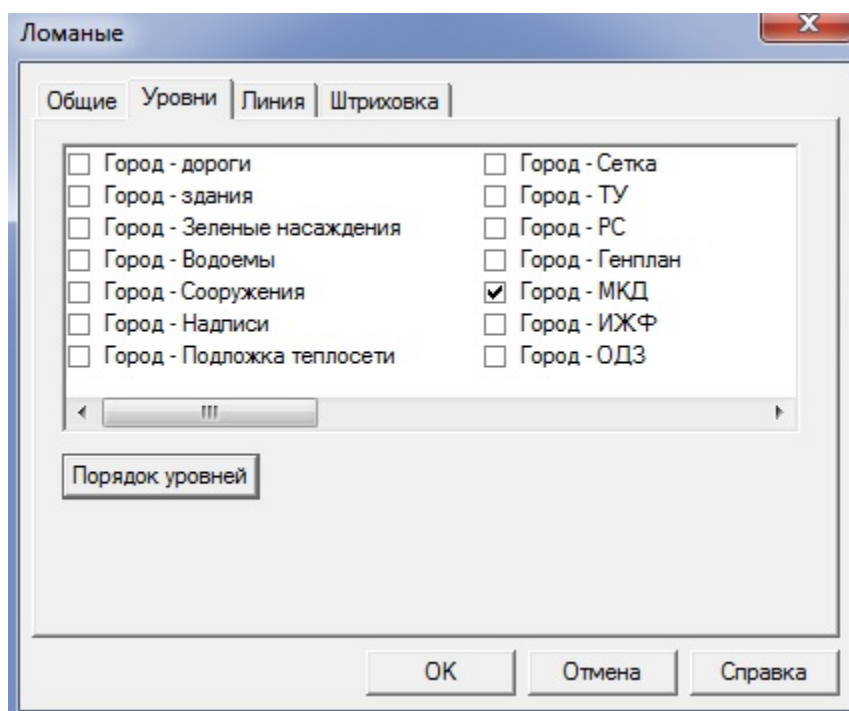 Ломаные
Общие Уровни Линия Штриховка
Город - дороги
Город - здания
Город - Зеленые насаждения
Город - Водоемы
Город - Сооружения
Город - Надписи
Город - Подложка теплосети
Город - Сетка
Город - ТУ
Город - РС
Город - Генплан
Город - МКД
Город - ИЖФ
Город - ОДЗ
Порядок уровней
OK Отмена Справка